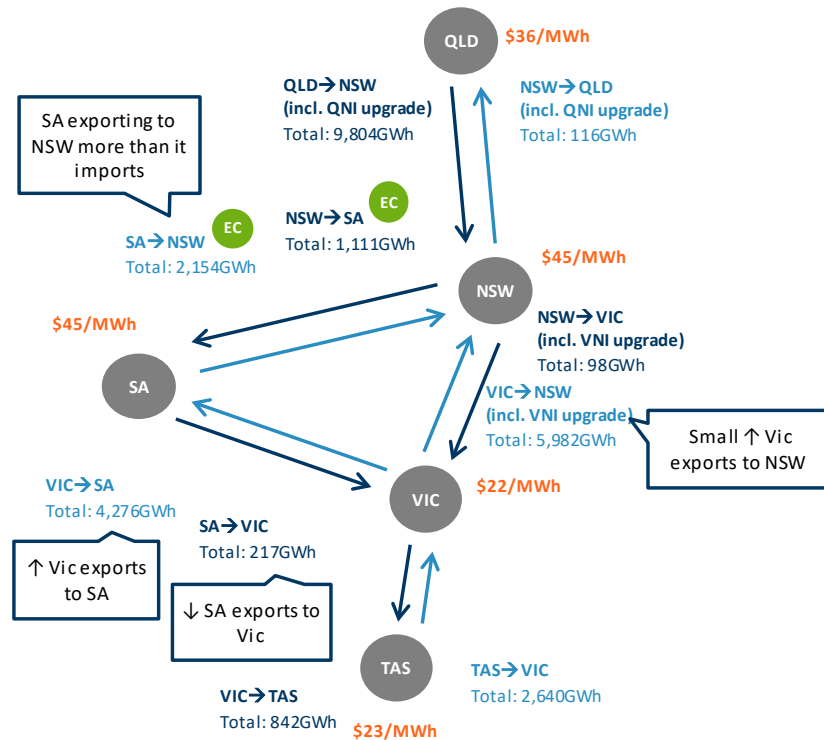 QLD
$36/MWh
QLD→NSW
(incl. QNI upgrade)
Total: 9,804GWh
NSW→QLD
(incl. QNI upgrade)
Total: 116GWh
SA exporting to
NSW more than it
imports
EC
SA→NSW
Total: 2,154GWh
EC
NSW→SA
Total: 1,111GWh
$45/MWh
NSW
$45/MWh
SA
NSW→VIC
(incl. VNI upgrade)
Total: 98GWh
VIC→NSW
(incl. VNI upgrade)
Total: 5,982GWh
Small ↑ Vic
exports to NSW
VIC
$22/MWh
VIC→SA
Total: 4,276GWh
↑ Vic exports
to SA
SA→VIC
Total: 217GWh
↓ SA exports to
Vic
TAS
VIC→TAS
Total: 842GWh
$23/MWh
TAS→VIC
Total: 2,640GWh